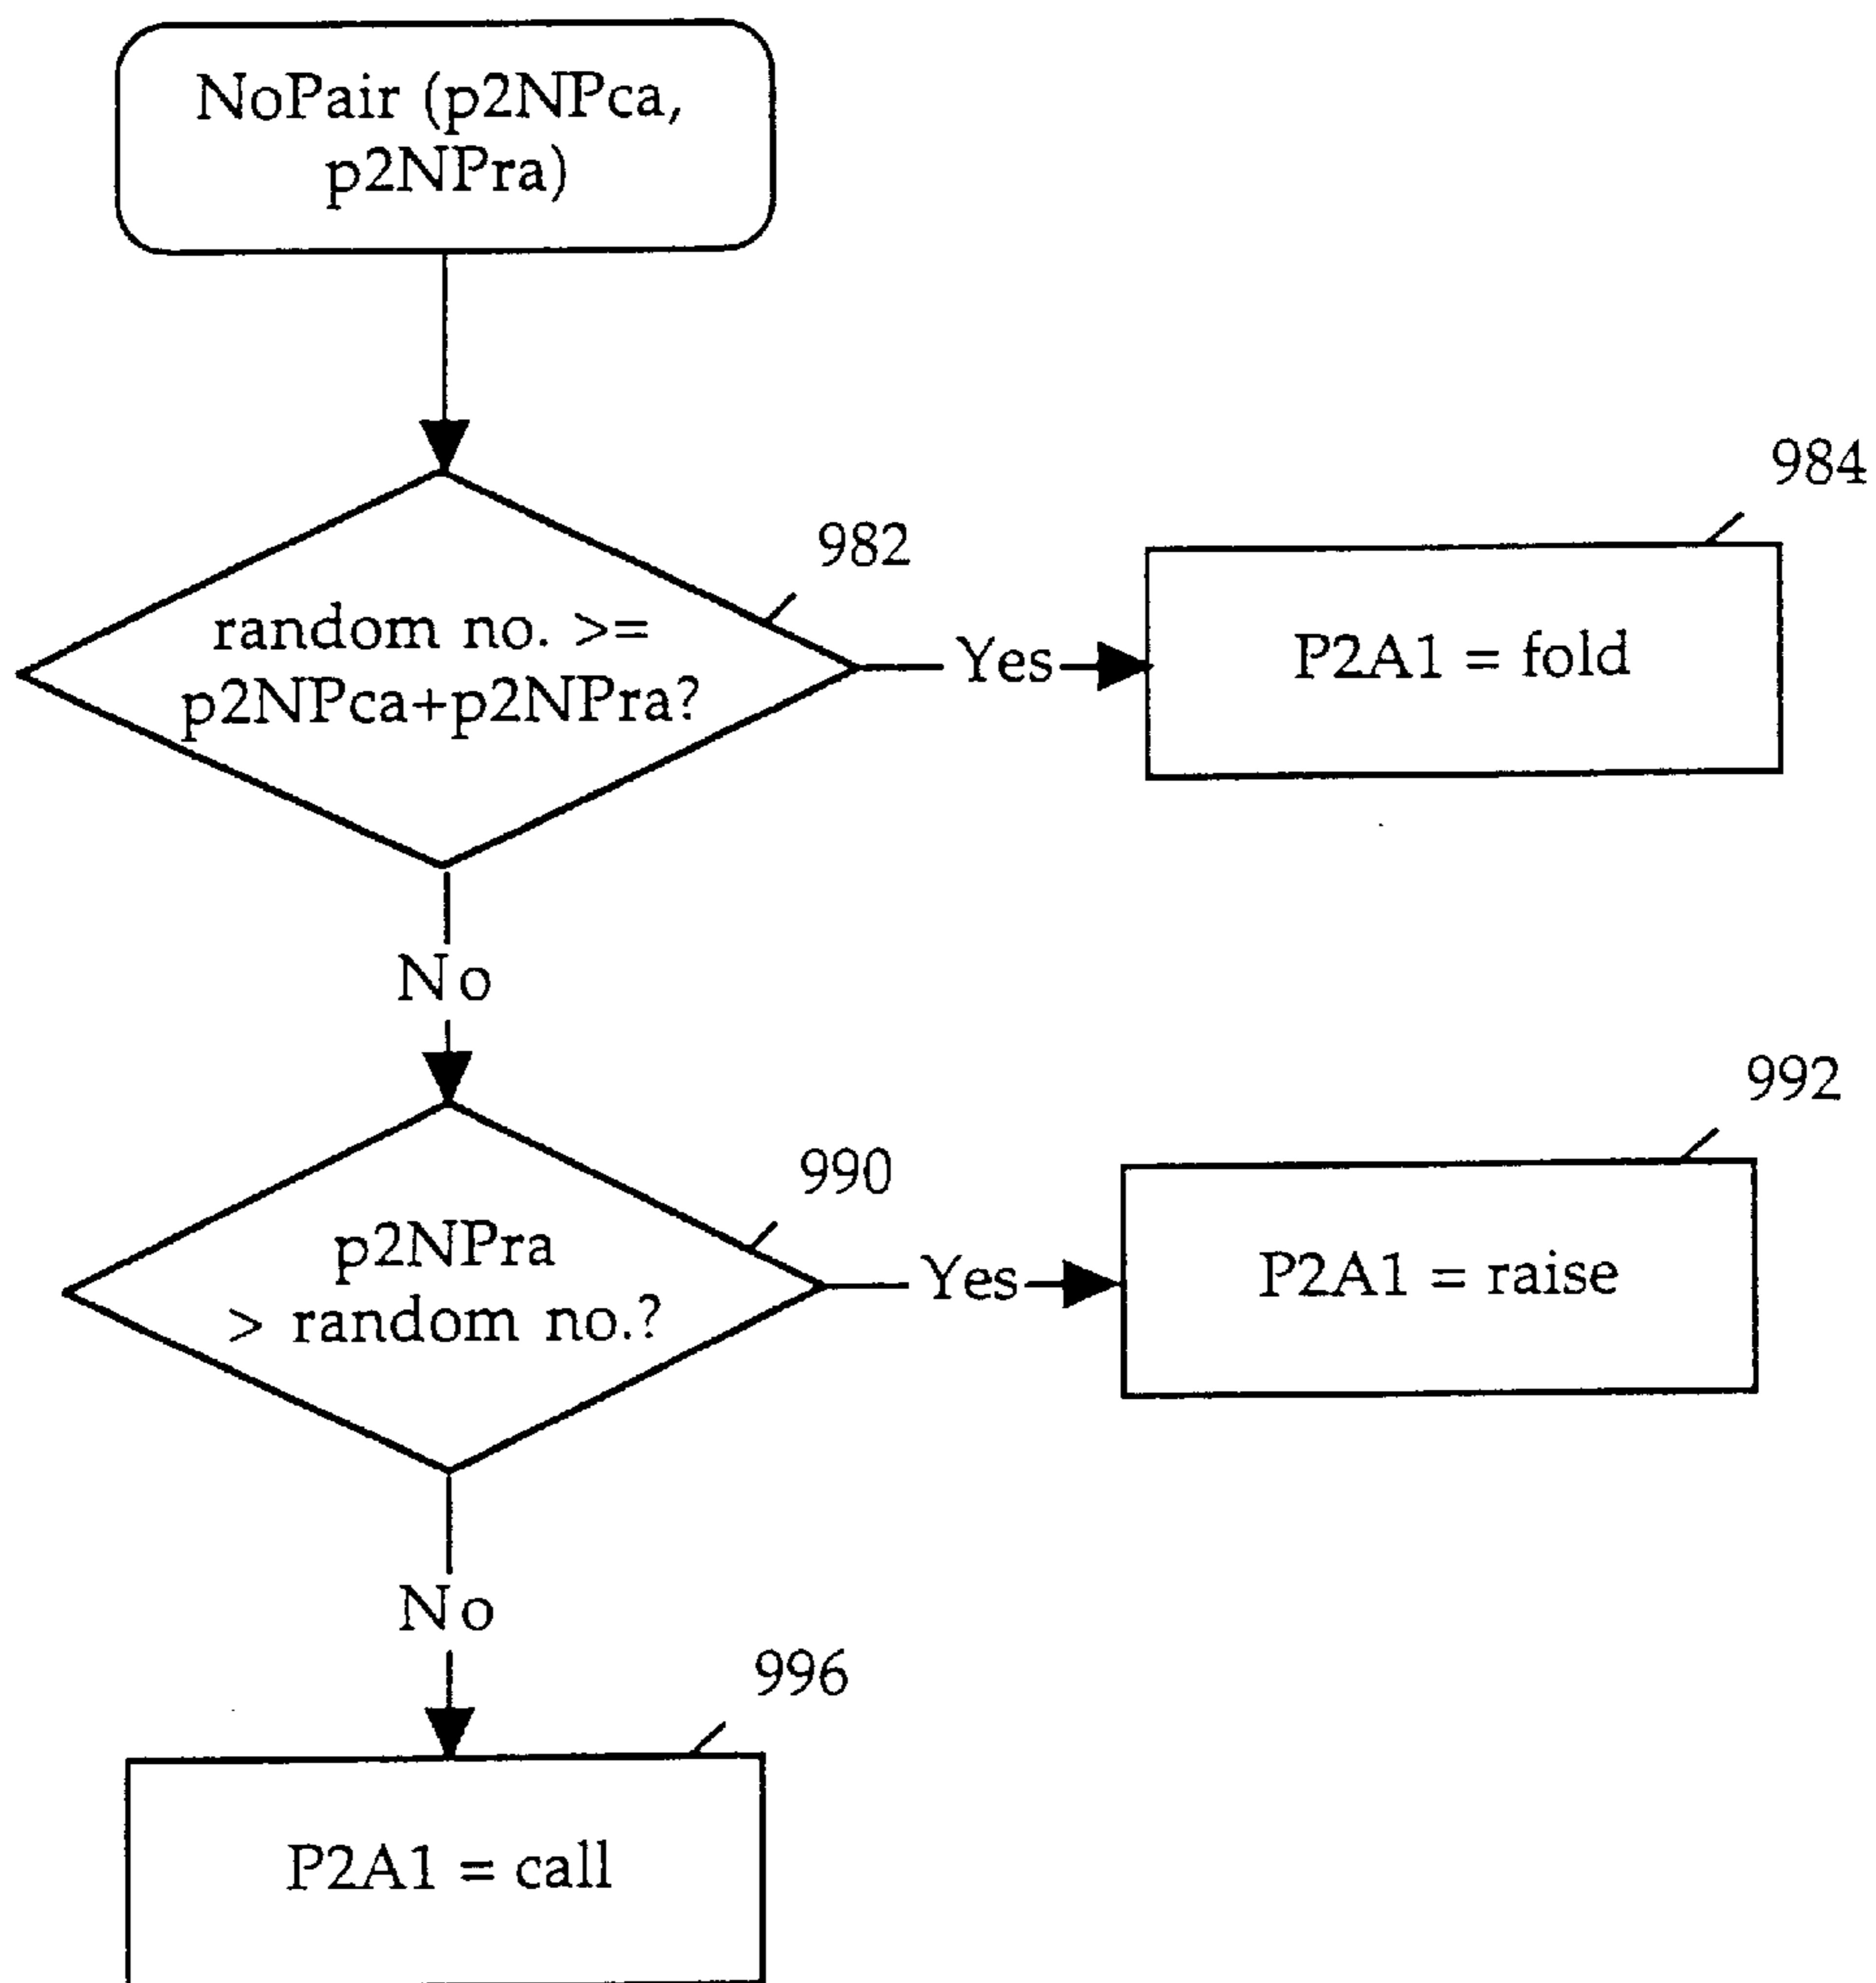 NoPair (p2NPca,
p2NPra)
984
982
random no. >=
p2NPca+p2NPra?
Yes
P2A1 = fold
No
992
990
p2NPra
> random no.?
Yes
P2A1 = raise
No
996
P2A1 = call